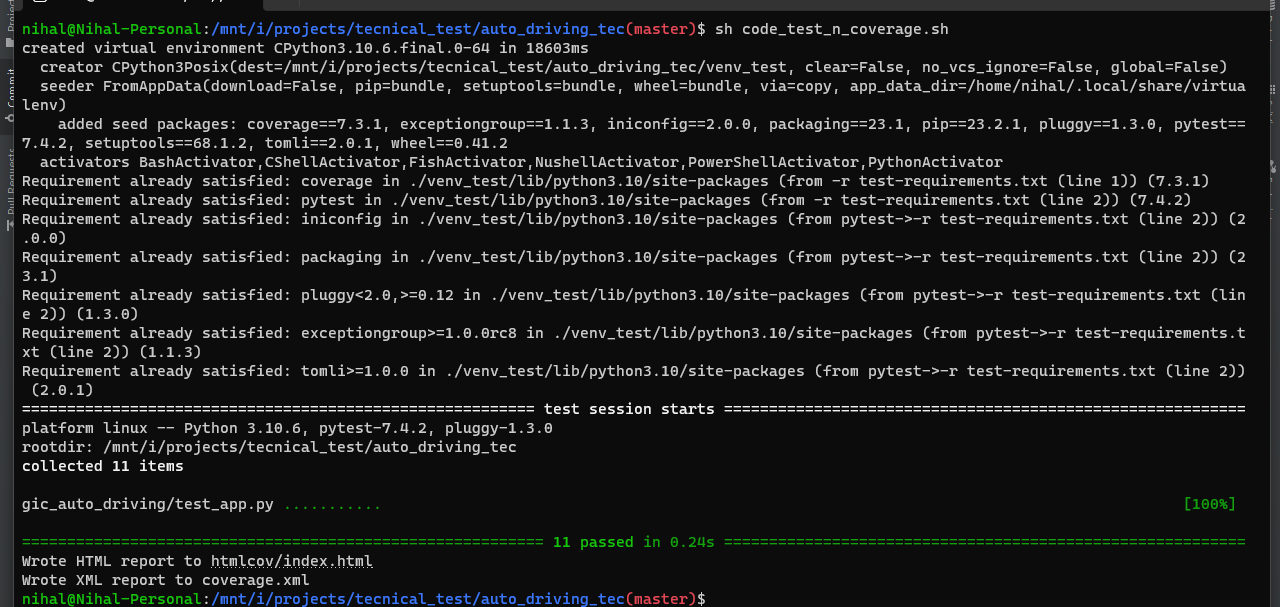 nihal@Nihal-Personal:/mnt/i/projects/tecnical_test/auto_driving_tec(master)$ sh code_test_n_coverage.sh
created virtual environment CPython3.10.6.final.0-64 in 18603ms
  creator CPython3Posix(dest=/mnt/i/projects/tecnical_test/auto_driving_tec/venv_test, clear=False, no_vcs_ignore=False, global=False)
  seeder FromAppData(download=False, pip=bundle, setuptools=bundle, wheel=bundle, via=copy, app_data_dir=/home/nihal/.local/share/virtua
lenv)
    added seed packages: coverage==7.3.1, exceptiongroup==1.1.3, iniconfig==2.0.0, packaging==23.1, pip==23.2.1, pluggy==1.3.0, pytest==
7.4.2, setuptools==68.1.2, tomli==2.0.1, wheel==0.41.2
  activators BashActivator,CShellActivator,FishActivator,NushellActivator,PowerShellActivator,PythonActivator
Requirement already satisfied: coverage in ./venv_test/lib/python3.10/site-packages (from -r test-requirements.txt (line 1)) (7.3.1)
Requirement already satisfied: pytest in ./venv_test/lib/python3.10/site-packages (from -r test-requirements.txt (line 2)) (7.4.2)
Requirement already satisfied: iniconfig in ./venv_test/lib/python3.10/site-packages (from pytest->-r test-requirements.txt (line 2)) (2
.0.0)
Requirement already satisfied: packaging in ./venv_test/lib/python3.10/site-packages (from pytest->-r test-requirements.txt (line 2)) (2
3.1)
Requirement already satisfied: pluggy<2.0,>=0.12 in ./venv_test/lib/python3.10/site-packages (from pytest->-r test-requirements.txt (lin
e 2)) (1.3.0)
Requirement already satisfied: exceptiongroup>=1.0.0rc8 in ./venv_test/lib/python3.10/site-packages (from pytest->-r test-requirements.t
xt (line 2)) (1.1.3)
Requirement already satisfied: tomli>=1.0.0 in ./venv_test/lib/python3.10/site-packages (from pytest->-r test-requirements.txt (line 2))
 (2.0.1)
========================================================= test session starts ==========================================================
platform linux -- Python 3.10.6, pytest-7.4.2, pluggy-1.3.0
rootdir: /mnt/i/projects/tecnical_test/auto_driving_tec
collected 11 items
gic_auto_driving/test_app.py ........... [100%]
========================================================== 11 passed in 0.24s ==========================================================
Wrote HTML report to htmlcov/index.html
Wrote XML report to coverage.xml
nihal@Nihal-Personal:/mnt/i/projects/tecnical_test/auto_driving_tec(master)$
Commit
Pull Requests